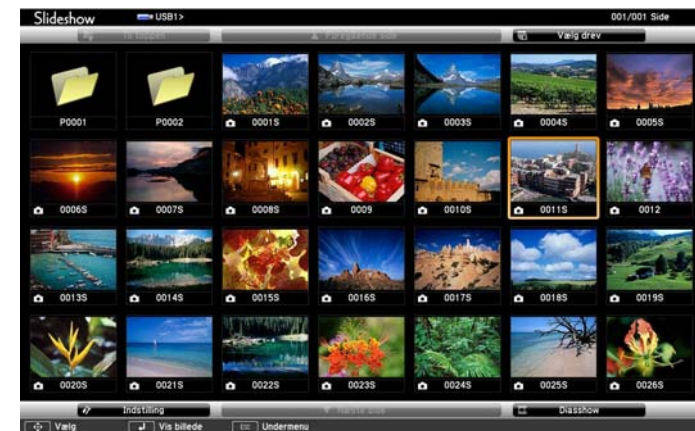 Slideshow USB1> 001/001 Side
Til toppen ▲ Foregående side Vælg drev
P0001 P0002 0001S 0002S 0003S 0004S 0005S
0006S 0007S 0008S 0009 0010S 0011S 0012
0013S 0014S 0015S 0016S 0017S 0018S 0019S
0020S 0021S 0022S 0023S 0024S 0025S 0026S
Indstilling ▼ Næste side Diasshow
Vælg Vis billede Esc Undermenu